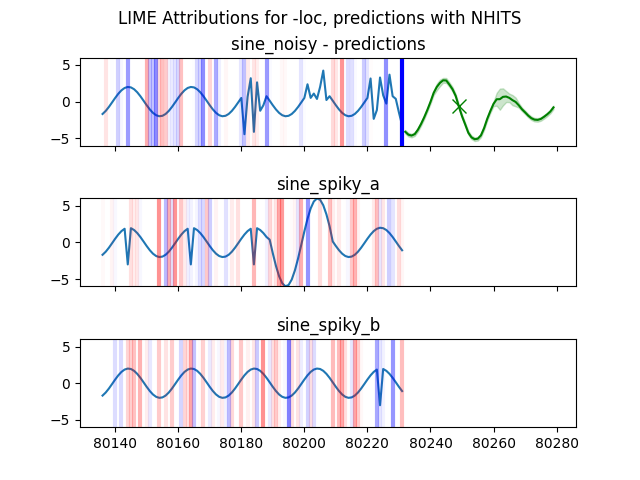 LIME Attributions for -loc, predictions with NHITS
sine_noisy - predictions
5
0
−5
sine_spiky_a
5
0
−5
sine_spiky_b
5
0
−5
80140 80160 80180 80200 80220 80240 80260 80280